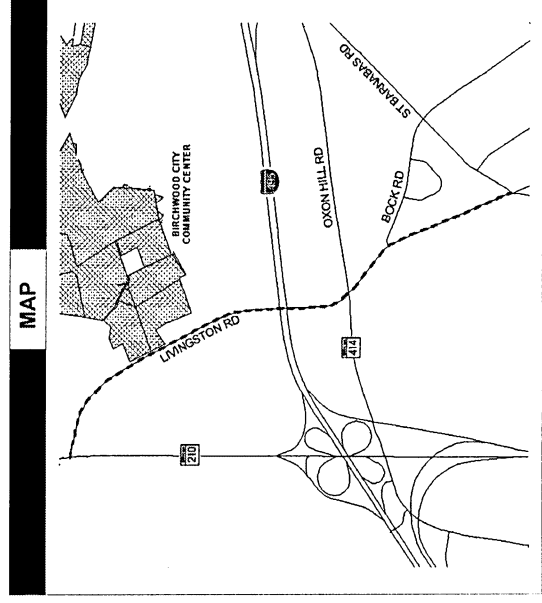 MAP
BIRCHWOOD CITY
COMMUNITY CENTER
LIVINGSTON RD
210
495
OXON HILL RD
414
ST BARNABAS RD
BOCK RD